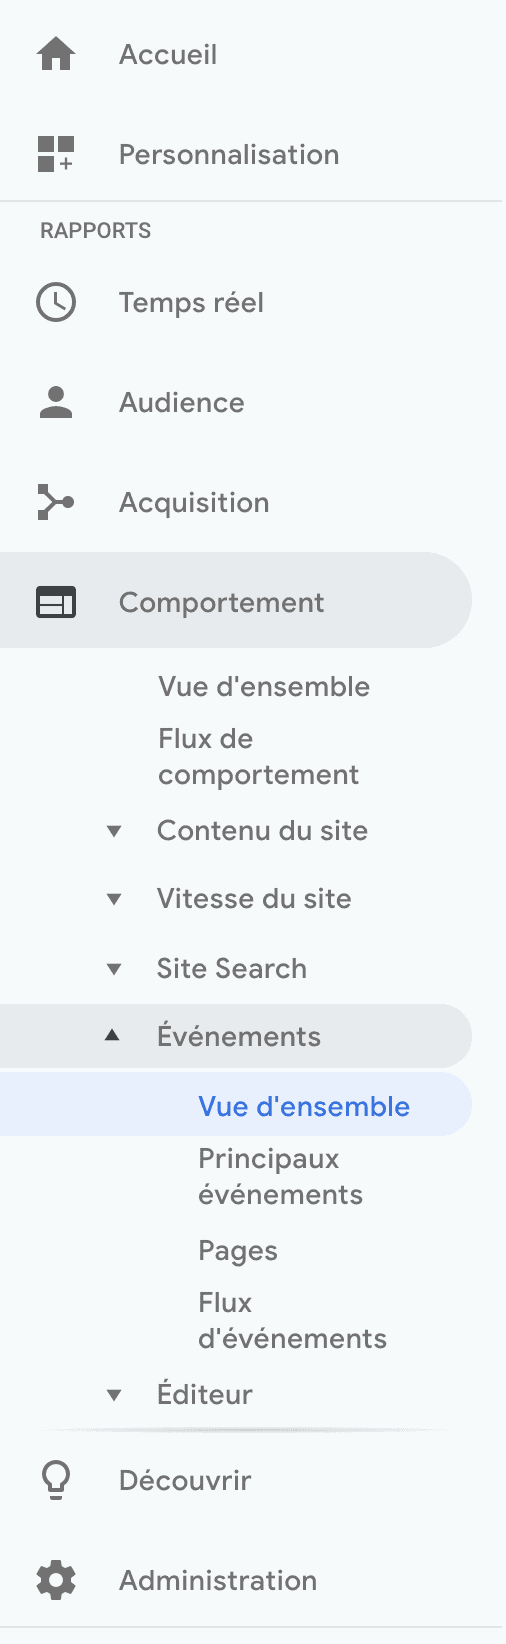 Accueil
Personnalisation
RAPPORTS
Temps réel
Audience
Acquisition
Comportement
Vue d'ensemble
Flux de
comportement
Contenu du site
Vitesse du site
Site Search
Événements
Vue d'ensemble
Principaux
événements
Pages
Flux
d'événements
Éditeur
Découvrir
Administration